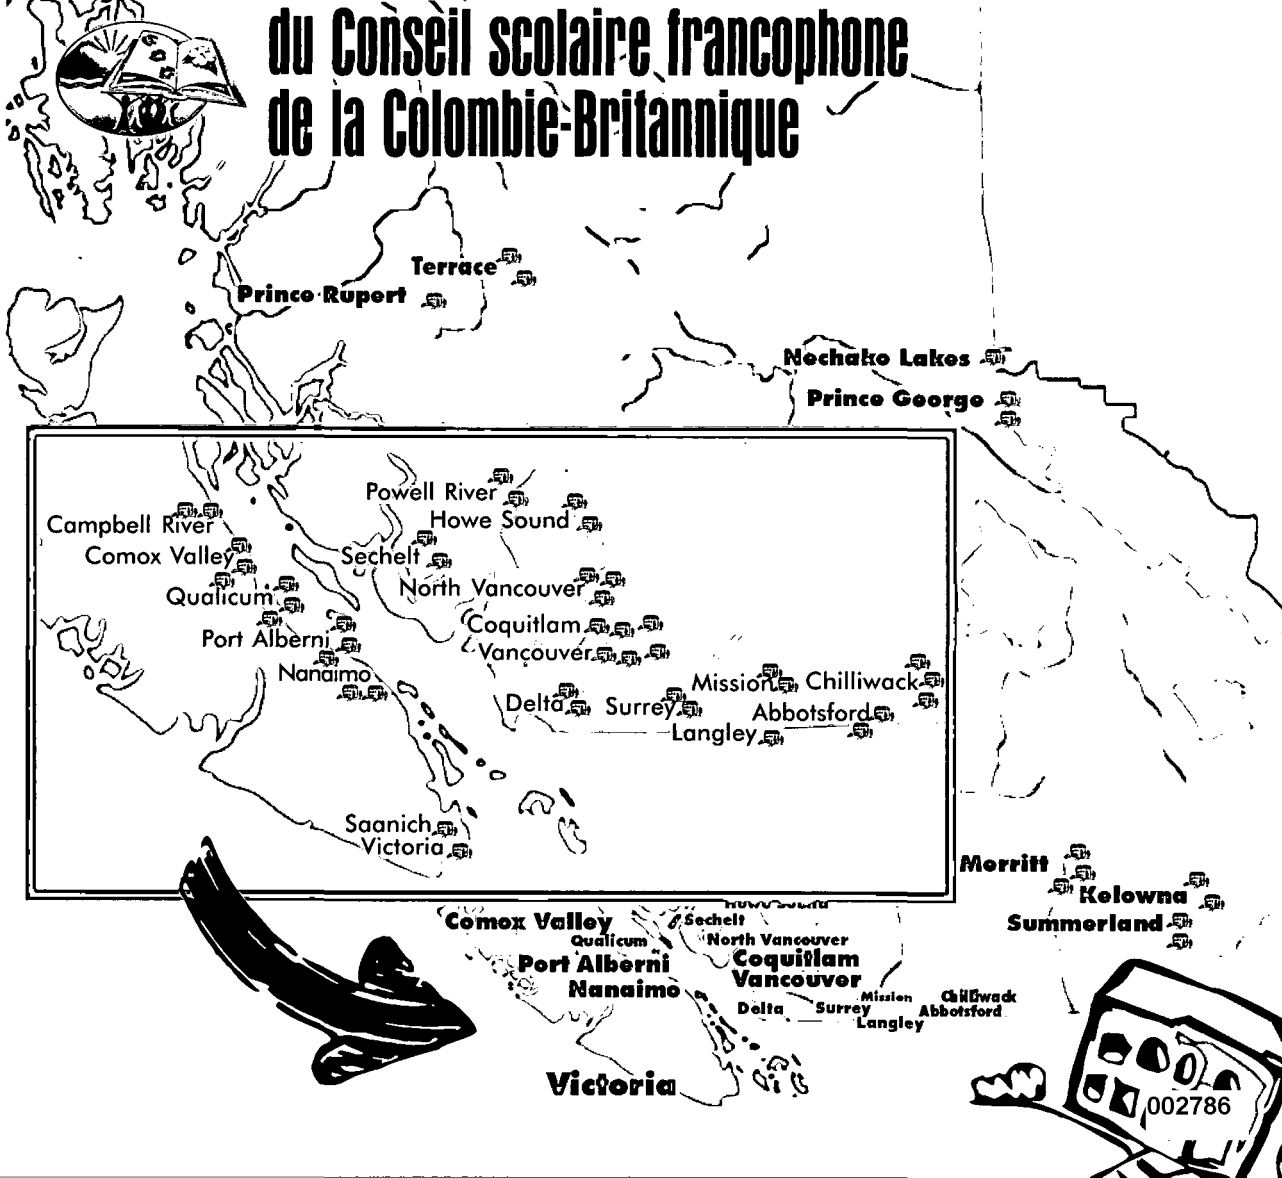 du Conseil scolaire francophone
de la Colombie-Britannique
Terrace
Prince Rupert
Nechako Lakes
Prince George
Powell River
Campbell River
Howe Sound
Comox Valley
Sechelt
North Vancouver
Qualicum
Coquitlam
Port Alberni
Vancouver
Nanaimo
Mission
Chilliwack
Delta
Surrey
Abbotsford
Langley
Saanich
Victoria
Merritt
Kelowna
Summerland
Howe Sound
Comox Valley
Sechelt
Qualicum
North Vancouver
Port Alberni
Coquitlam
Vancouver
Nanaimo
Mission
Chilliwack
Delta
Surrey
Abbotsford
Langley
Victoria
002786